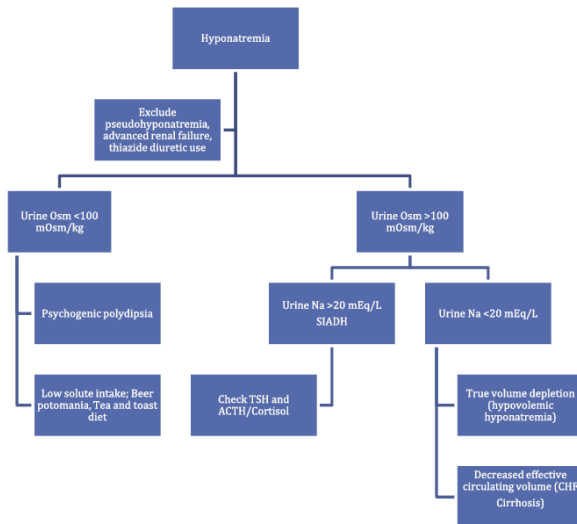 Hyponatremia
Exclude
pseudohyponatremia,
advanced renal failure,
thiazide diuretic use
Urine Osm <100
mOsm/kg
Urine Osm >100
mOsm/kg
Psychogenic polydipsia
Urine Na >20 mEq/L
SIADH
Urine Na <20 mEq/L
Low solute intake; Beer
potomania, Tea and toast
diet
Check TSH and
ACTH/Cortisol
True volume depletion
(hypovolemic
hyponatremia)
Decreased effective
circulating volume (CHF
Cirrhosis)